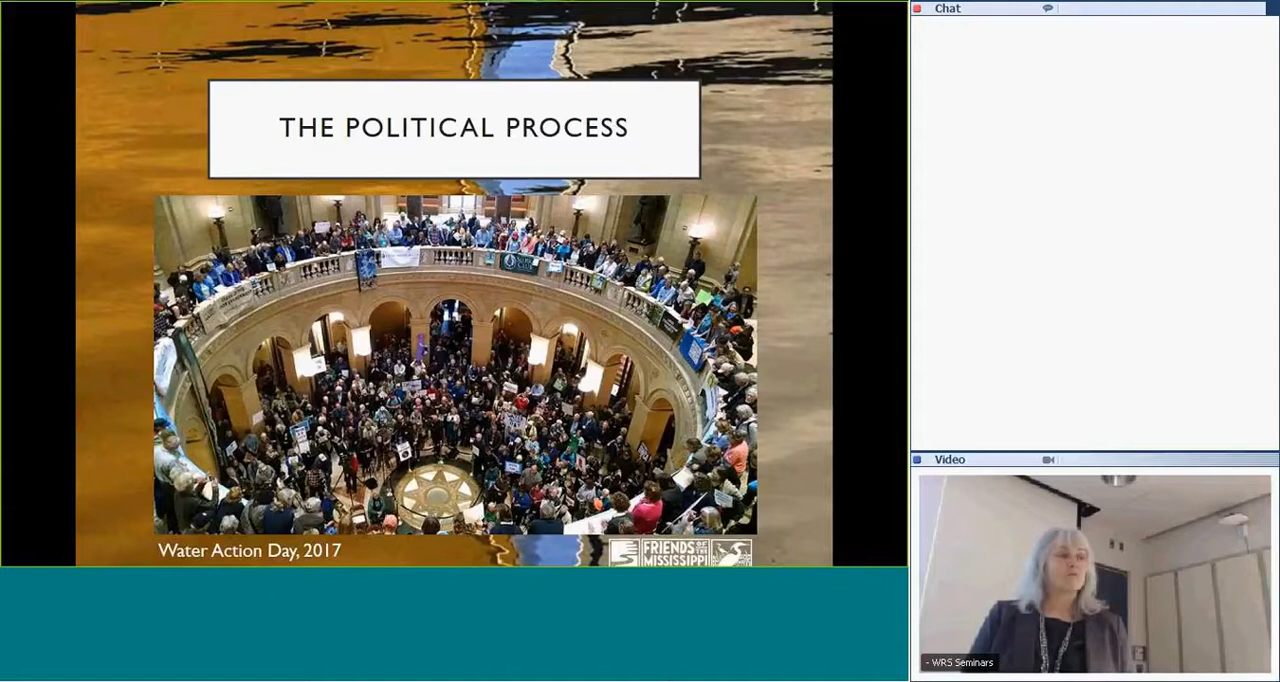 Chat
THE POLITICAL PROCESS
Water Action Day, 2017
FRIENDS OF THE
MISSISSIPPI
Video
- WRS Seminars